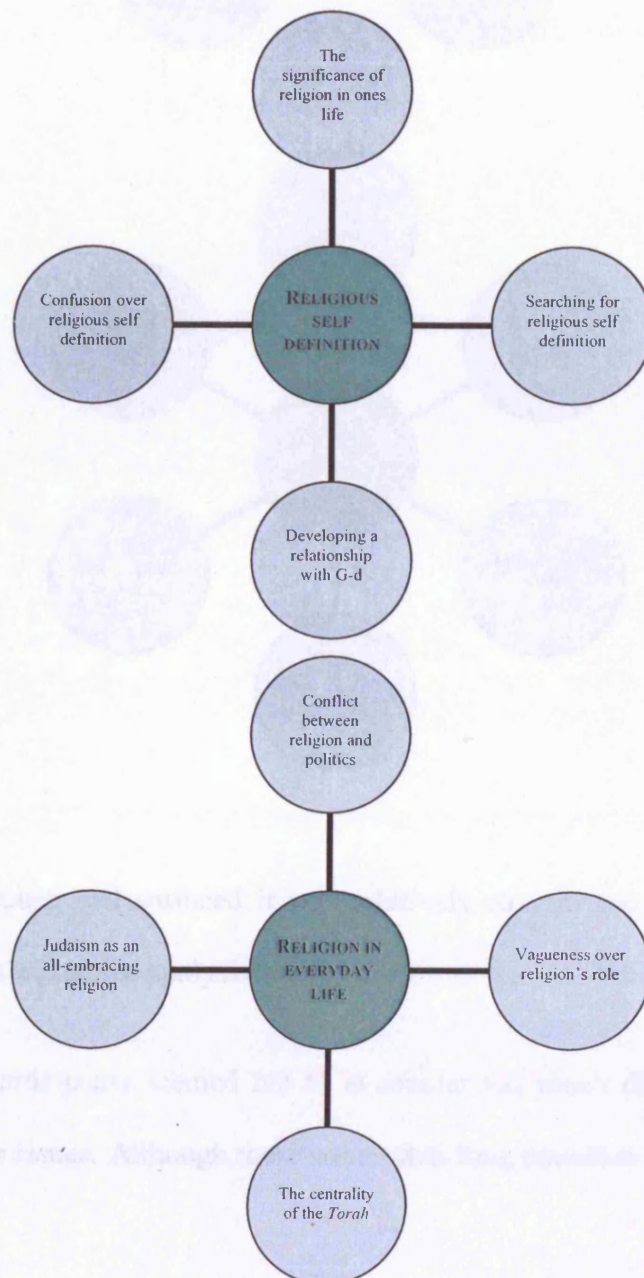 The
significance of
religion in ones
life
Confusion over
religious self
definition
RELIGIOUS
SELF
DEFINITION
Searching for
religious self
definition
Developing a
relationship
with G-d
Conflict
between
religion and
politics
Judaism as an
all-embracing
religion
RELIGION IN
EVERYDAY
LIFE
Vagueness over
religion's role
The centrality
of the Torah